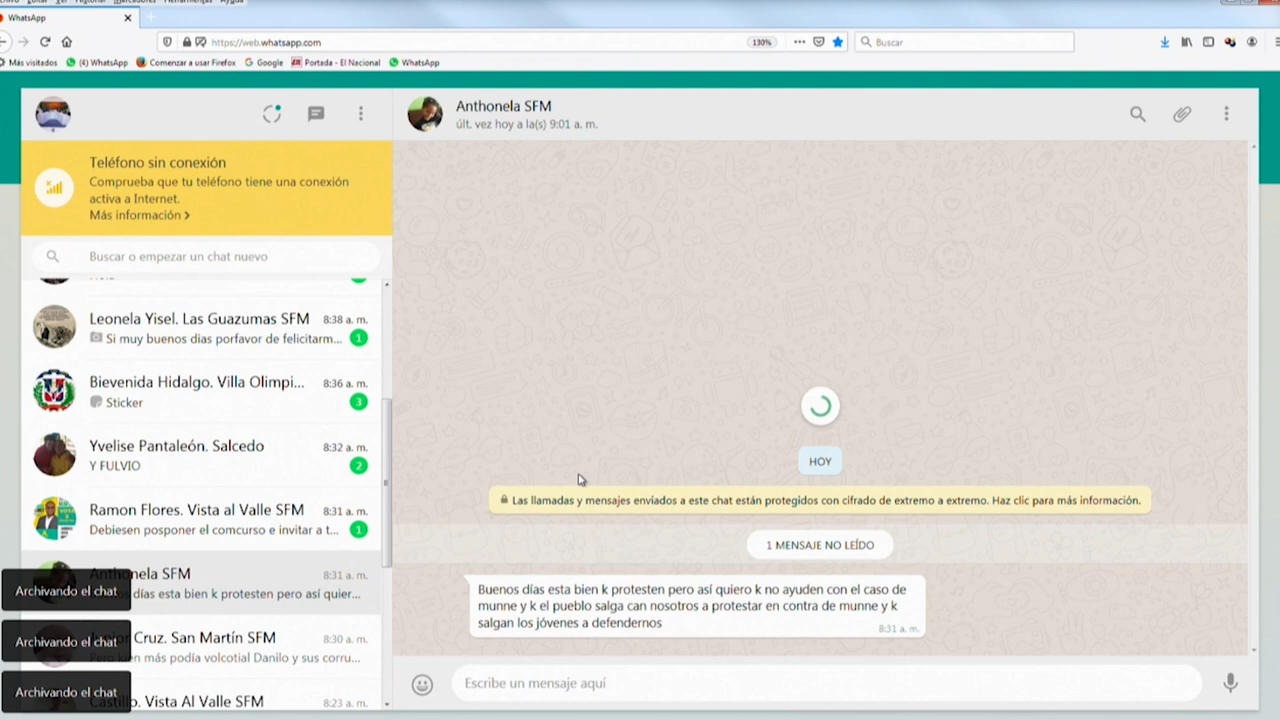 Archivo Editar Ver Historial Marcadores Herramientas Ayuda
WhatsApp
https://web.whatsapp.com
130%
Buscar
Más visitados
(4) WhatsApp
Comenzar a usar Firefox
Google
Portada - El Nacional
WhatsApp
Teléfono sin conexión
Comprueba que tu teléfono tiene una conexión
activa a Internet.
Más información
Buscar o empezar un chat nuevo
Leonela Yisel. Las Guazumas SFM 8:38 a. m.
Si muy buenos dias porfavor de felicitarm... 1
Bievenida Hidalgo. Villa Olimpi... 8:36 a. m.
Sticker 3
Yvelise Pantaleón. Salcedo 8:32 a. m.
Y FULVIO 2
Ramon Flores. Vista al Valle SFM 8:31 a. m.
Debiesen posponer el comcurso e invitar a t... 1
Anthonela SFM 8:31 a. m.
días esta bien k protesten pero así quier...
Cruz. San Martín SFM 8:30 a. m.
más podía volcotial Danilo y sus corru...
Vista Al Valle SFM 8:23 a. m.
Archivando el chat
Archivando el chat
Archivando el chat
Anthonela SFM
últ. vez hoy a la(s) 9:01 a. m.
HOY
Las llamadas y mensajes enviados a este chat están protegidos con cifrado de extremo a extremo. Haz clic para más información.
1 MENSAJE NO LEÍDO
Buenos días esta bien k protesten pero así quiero k no ayuden con el caso de
munne y k el pueblo salga can nosotros a protestar en contra de munne y k
salgan los jóvenes a defendernos
8:31 a. m.
Escribe un mensaje aquí